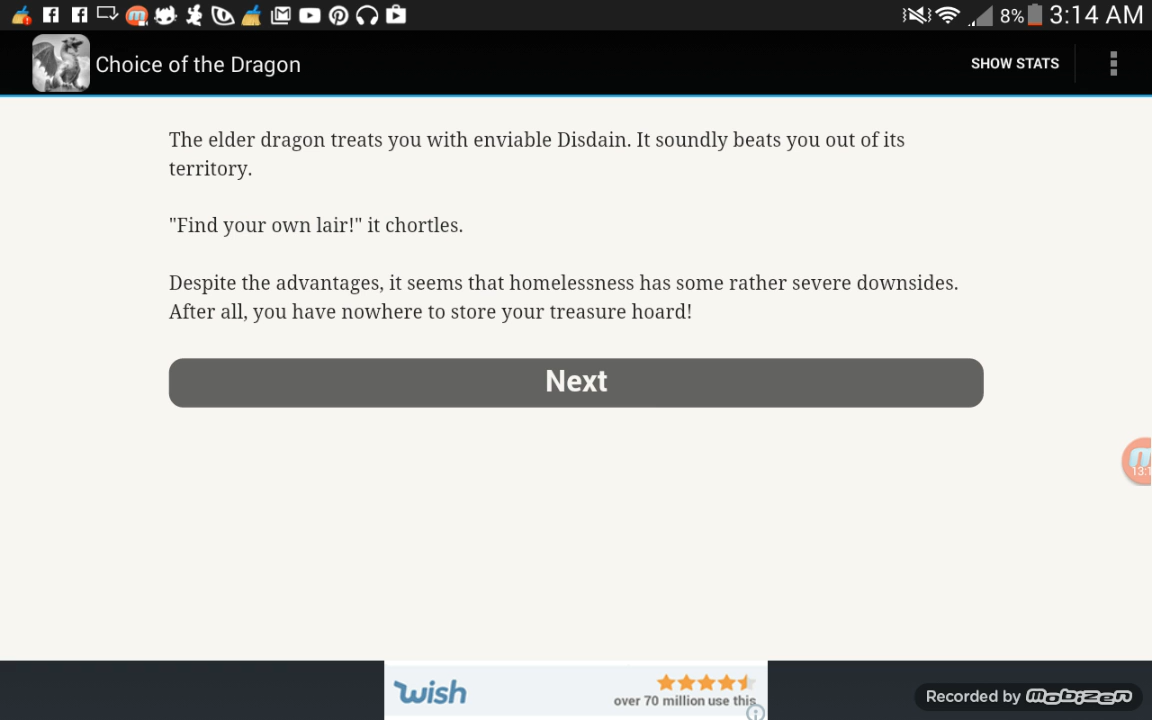 8% 3:14 AM
Choice of the Dragon
SHOW STATS
The elder dragon treats you with enviable Disdain. It soundly beats you out of its
territory.
"Find your own lair!" it chortles.
Despite the advantages, it seems that homelessness has some rather severe downsides.
After all, you have nowhere to store your treasure hoard!
Next
wish
over 70 million use this
Recorded by mobizen